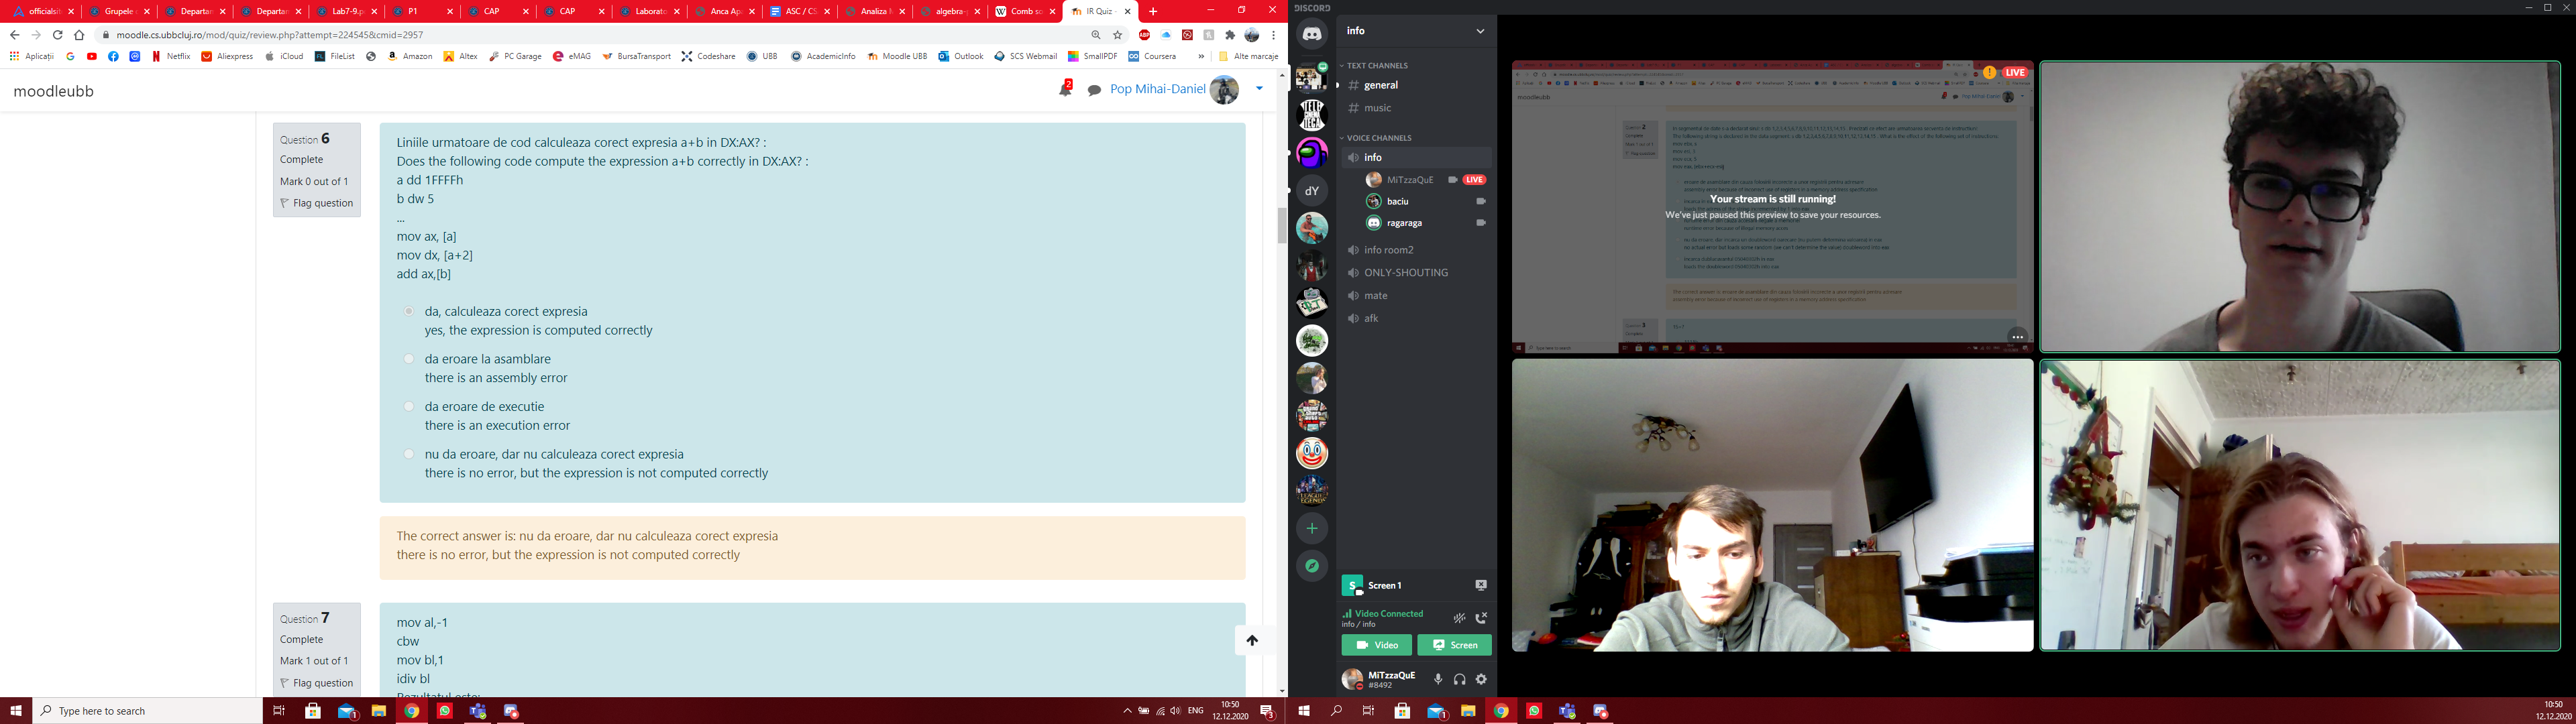 officialsit
Grupele
Departan
Departan
Lab7-9.p
P1
CAP
CAP
Laborato
Anca Ap
ASC / CS
Analiza
algebra-
Comb so
IR Quiz
moodle.cs.ubbcluj.ro/mod/quiz/review.php?attempt=224545&cmid=2957
Aplicații
Netflix
Aliexpress
iCloud
FileList
Amazon
Altex
PC Garage
eMAG
BursaTransport
Codeshare
UBB
AcademicInfo
Moodle UBB
Outlook
SCS Webmail
SmallPDF
Coursera
»
Alte marcaje
moodleubb
2
Pop Mihai-Daniel
Question 6
Complete
Mark 0 out of 1
Flag question
Liniile urmatoare de cod calculeaza corect expresia a+b in DX:AX? :
Does the following code compute the expression a+b correctly in DX:AX? :
a dd 1FFFFh
b dw 5
...
mov ax, [a]
mov dx, [a+2]
add ax,[b]
da, calculeaza corect expresia
yes, the expression is computed correctly
da eroare la asamblare
there is an assembly error
da eroare de executie
there is an execution error
nu da eroare, dar nu calculeaza corect expresia
there is no error, but the expression is not computed correctly
The correct answer is: nu da eroare, dar nu calculeaza corect expresia
there is no error, but the expression is not computed correctly
Question 7
Complete
Mark 1 out of 1
Flag question
mov al,-1
cbw
mov bl,1
idiv bl
Rezultatul este:
Type here to search
ENG
10:50
12.12.2020
DISCORD
info
TEXT CHANNELS
# general
# music
VOICE CHANNELS
info
MiTzzaQuE
LIVE
baciu
ragaraga
info room2
ONLY-SHOUTING
mate
afk
dY
S
Screen 1
Video Connected
info / info
Video
Screen
MiTzzaQuE
#8492
LIVE
moodleubb
Your stream is still running!
We've just paused this preview to save your resources.
10:50
12.12.2020